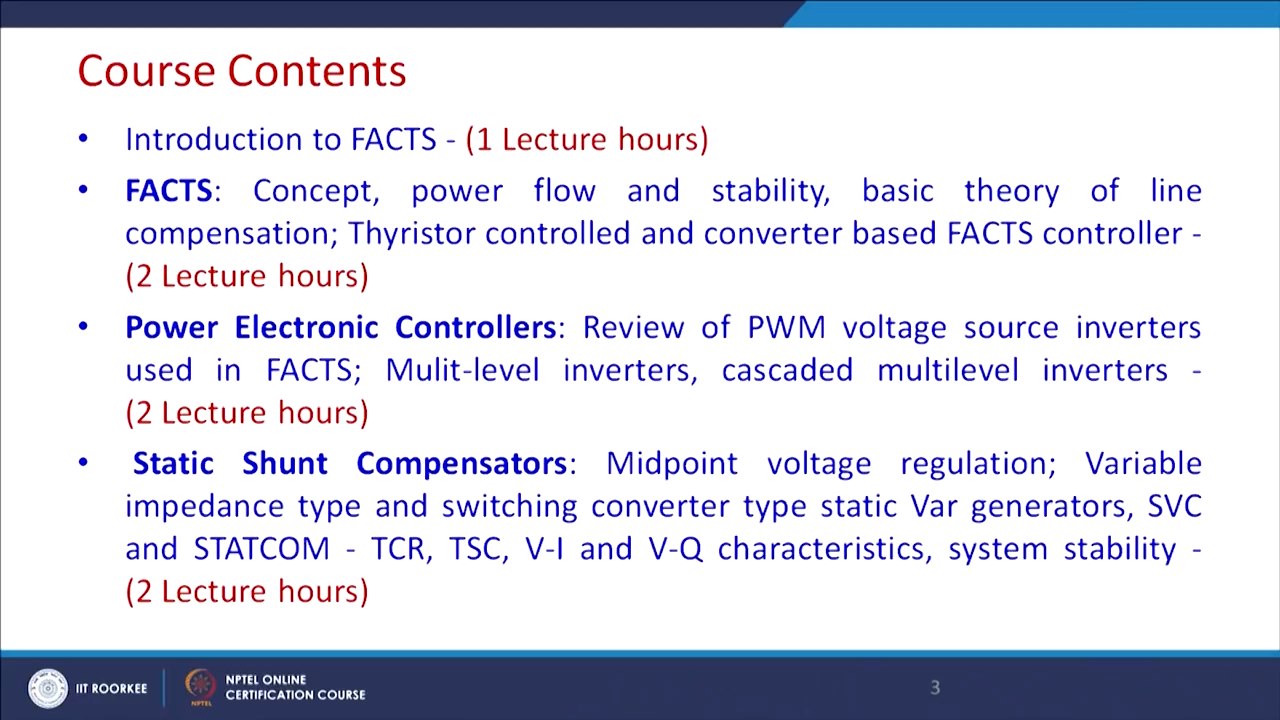 Course Contents
• Introduction to FACTS - (1 Lecture hours)
• FACTS: Concept, power flow and stability, basic theory of line
compensation; Thyristor controlled and converter based FACTS controller -
(2 Lecture hours)
• Power Electronic Controllers: Review of PWM voltage source inverters
used in FACTS; Mulit-level inverters, cascaded multilevel inverters -
(2 Lecture hours)
• Static Shunt Compensators: Midpoint voltage regulation; Variable
impedance type and switching converter type static Var generators, SVC
and STATCOM - TCR, TSC, V-I and V-Q characteristics, system stability -
(2 Lecture hours)
IIT ROORKEE
NPTEL
NPTEL ONLINE
CERTIFICATION COURSE
3